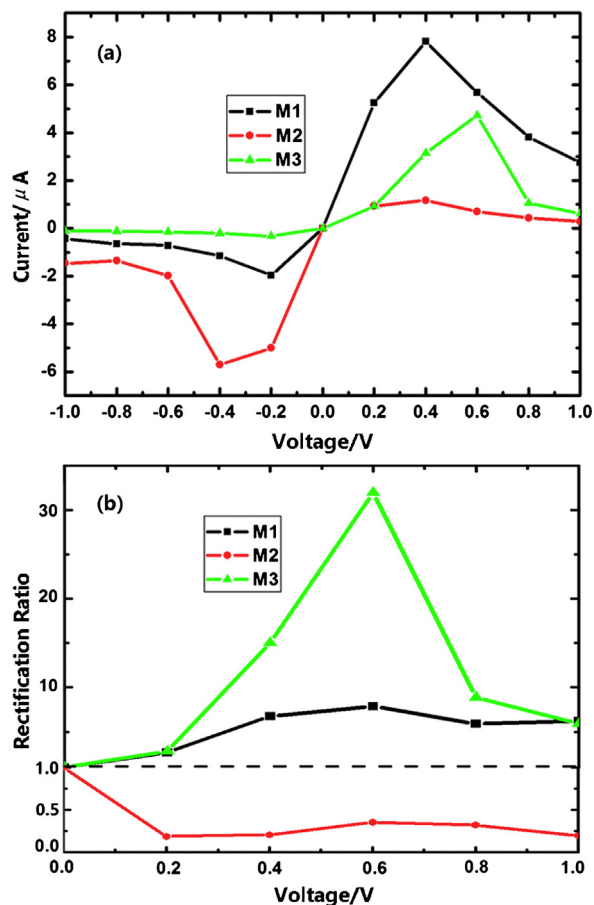 (a)
M1
M2
M3
8
6
4
2
0
-2
-4
-6
Current/ μ A
-1.0 -0.8 -0.6 -0.4 -0.2 0.0 0.2 0.4 0.6 0.8 1.0
Voltage/V
(b)
M1
M2
M3
30
20
10
1.0
0.5
0.0
Rectification Ratio
0.0 0.2 0.4 0.6 0.8 1.0
Voltage/V